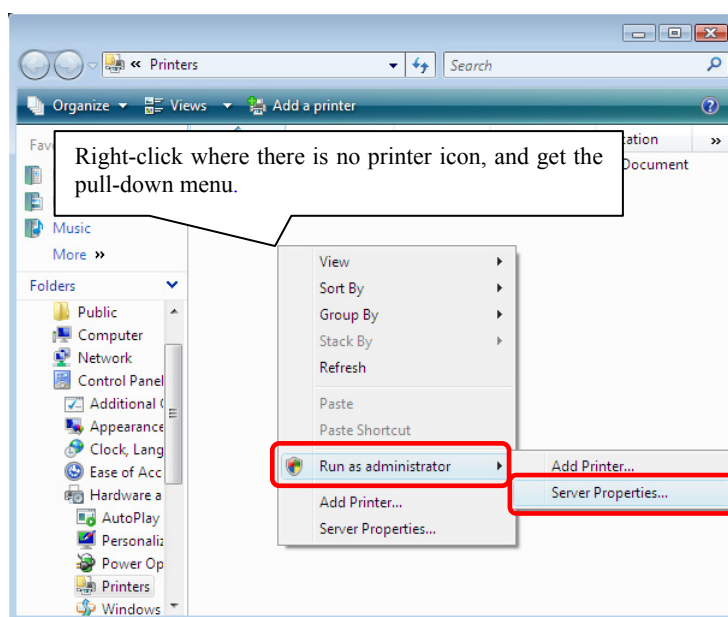 « Printers
Search
Organize Views Add a printer
Right-click where there is no printer icon, and get the
pull-down menu.
Document
Music
More »
Folders
Public
Computer
Network
Control Panel
Additional
Appearance
Clock, Lang
Ease of Acc
Hardware a
AutoPlay
Personaliz
Power Op
Printers
Windows
View
Sort By
Group By
Stack By
Refresh
Paste
Paste Shortcut
Run as administrator
Add Printer...
Server Properties...
Add Printer...
Server Properties...